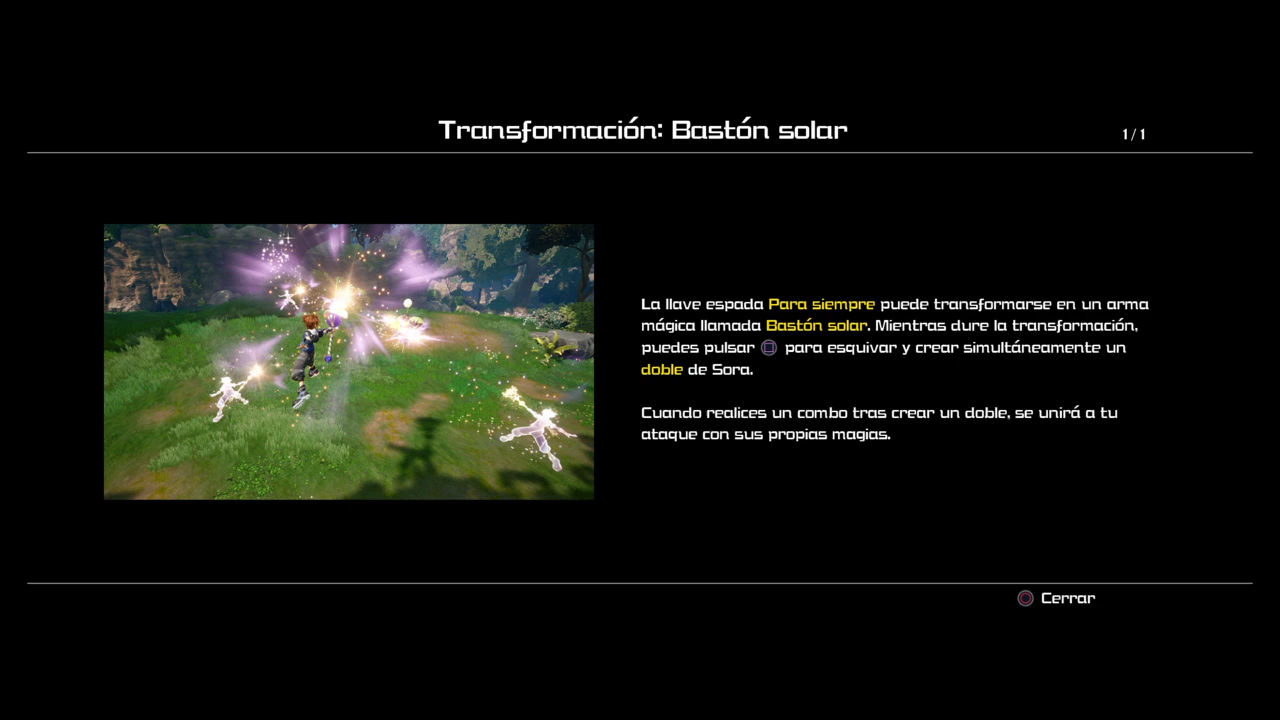 Transformación: Bastón solar
1/1
La llave espada Para siempre puede transformarse en un arma
mágica llamada Bastón solar. Mientras dure la transformación,
puedes pulsar para esquivar y crear simultáneamente un
doble de Sora.
Cuando realices un combo tras crear un doble, se unirá a tu
ataque con sus propias magias.
Cerrar